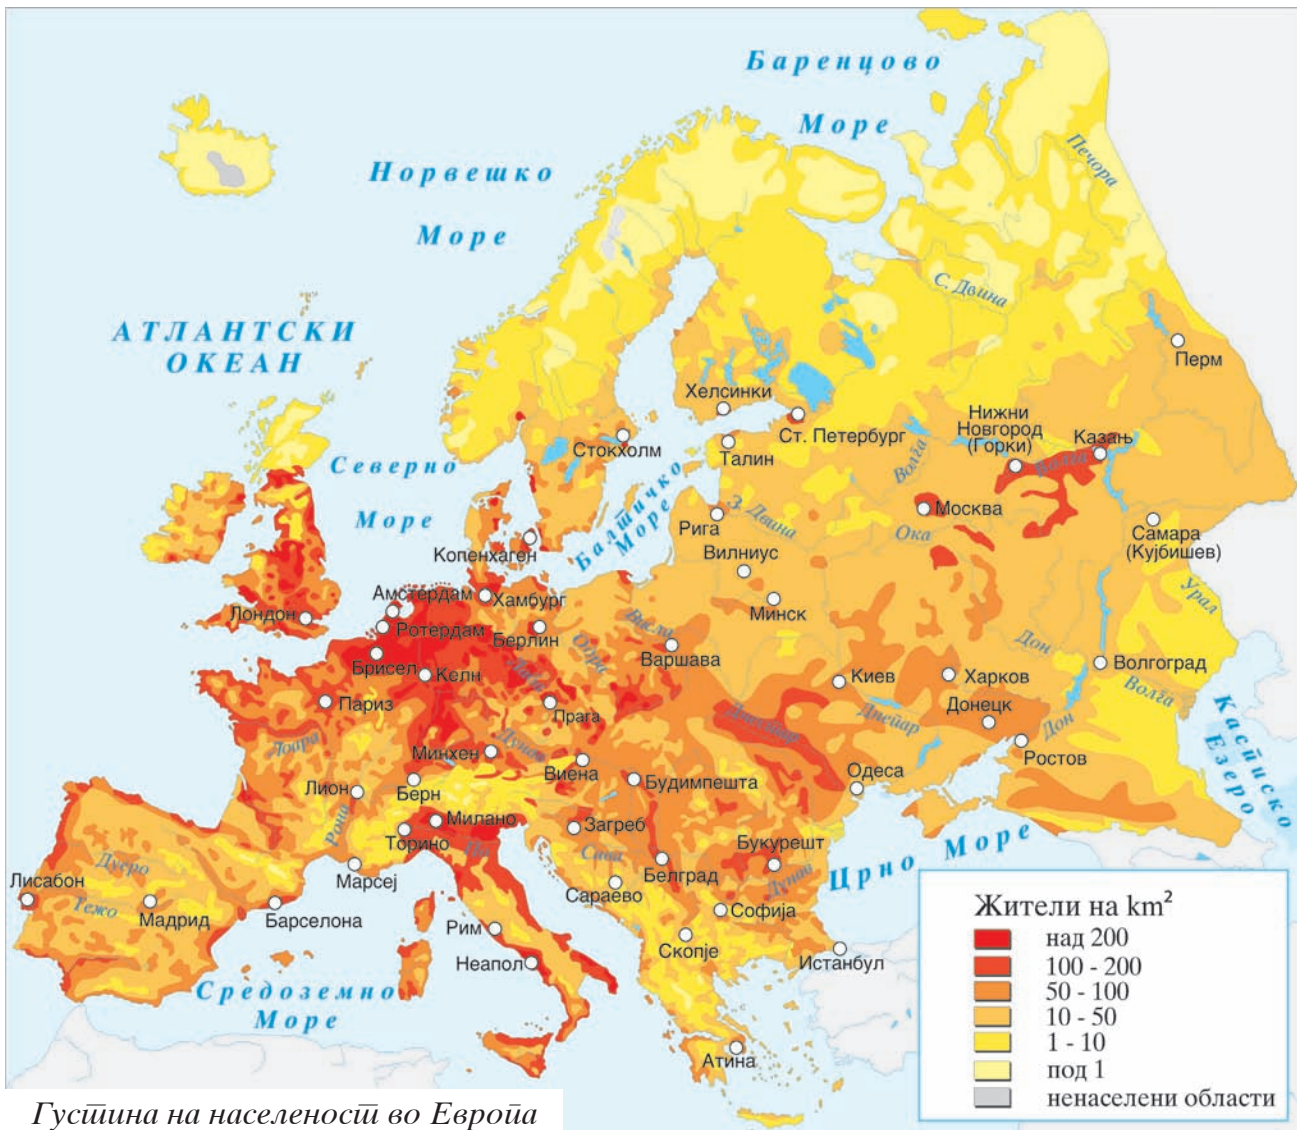 Баренцово
Море
Норвешко
Море
Печора
С. Двина
АТЛАНТСКИ
ОКЕАН
Перм
Хелсинки
Ст. Петербург
Нижни
Новгород
(Горки)
Казањ
Волга
Волга
Стокхолм
Талин
Северно
Море
Балтичко
Море
Рига
З. Двина
Москва
Ока
Самара
(Кујбишев)
Копенхаген
Вилниус
Минск
Урал
Амстердам
Хамбург
Лондон
Ротердам
Берлин
Одра
Висла
Варшава
Брисел
Келн
Лаба
Прага
Дон
Волгоград
Волга
Киев
Харков
Донецк
Париз
Лоара
Днестар
Днепар
Дон
Ростов
Касписко
Езеро
Минхен
Дунав
Виена
Будимпешта
Одеса
Лион
Берн
Рона
Милано
Торино
По
Загреб
Сава
Букурешт
Дунав
Црно Море
Марсеј
Белград
Сараево
Дуеро
Лисабон
Тежо
Мадрид
Барселона
Рим
Софија
Скопје
Неапол
Истанбул
Средоземно
Море
Атина
Жители на km²
над 200
100 - 200
50 - 100
10 - 50
1 - 10
под 1
ненаселени области
Густина на населеност во Европа